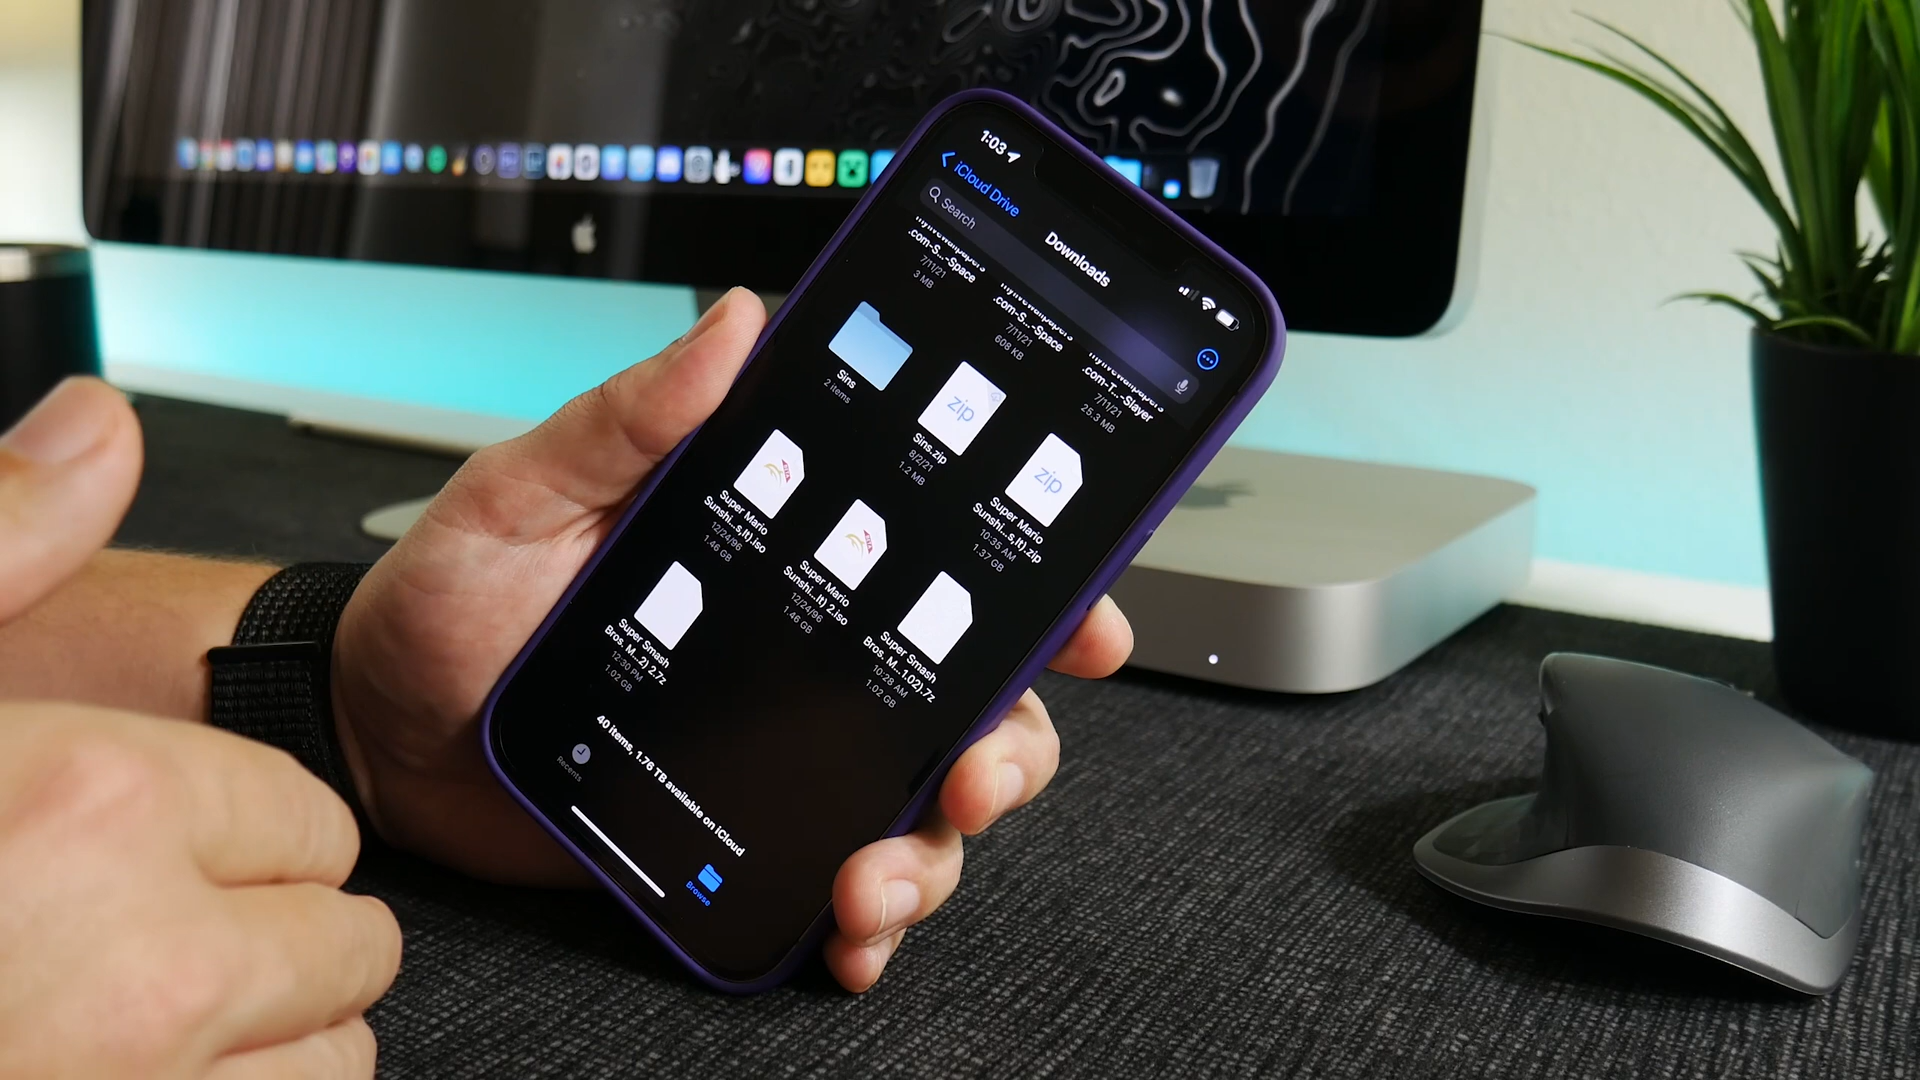 1:03
iCloud Drive
Search
Downloads
.com-S...-Space
7/11/21
3 MB
.com-S...-Space
7/11/21
608 KB
.com-T...-Slayer
7/11/21
25.3 MB
Sins
2 items
zip
Sins.zip
8/2/21
1.2 MB
zip
Super Mario
Sunshi...s,It).zip
10:35 AM
1.37 GB
Super Mario
Sunshi...s,It).iso
12/24/96
1.46 GB
Super Mario
Sunshi...It) 2.iso
12/24/96
1.46 GB
Super Smash
Bros. M...1.02).7z
10:28 AM
1.02 GB
Super Smash
Bros. M...2) 2.7z
12:30 PM
1.02 GB
40 items, 1.76 TB available on iCloud
Recents
Browse